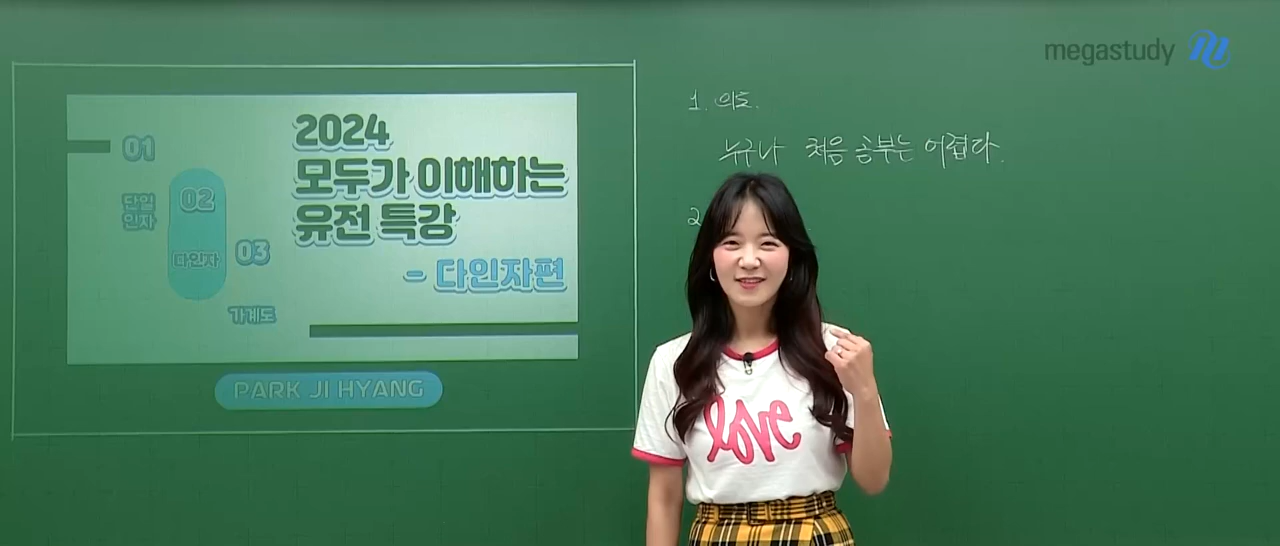 megastudy
01
단일
인자
02
다인자
03
가계도
2024
모두가 이해하는
유전 특강
- 다인자편
PARK JI HYANG
1. 의도.
누구나 처음 공부는 어렵다.
2
love